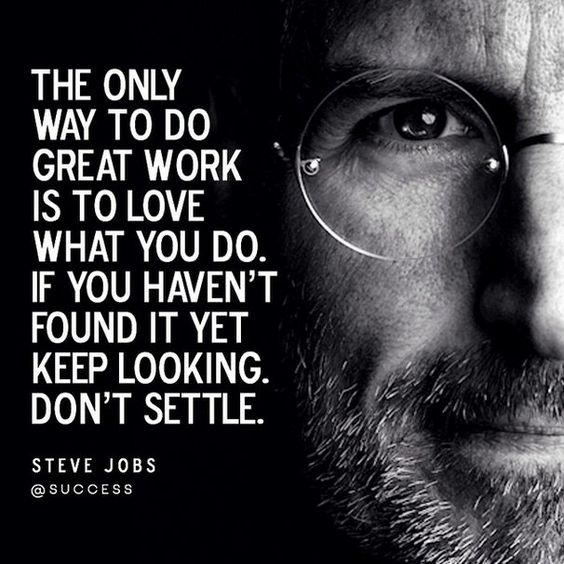 THE ONLY
WAY TO DO
GREAT WORK
IS TO LOVE
WHAT YOU DO.
IF YOU HAVEN'T
FOUND IT YET
KEEP LOOKING.
DON'T SETTLE.
STEVE JOBS
@SUCCESS